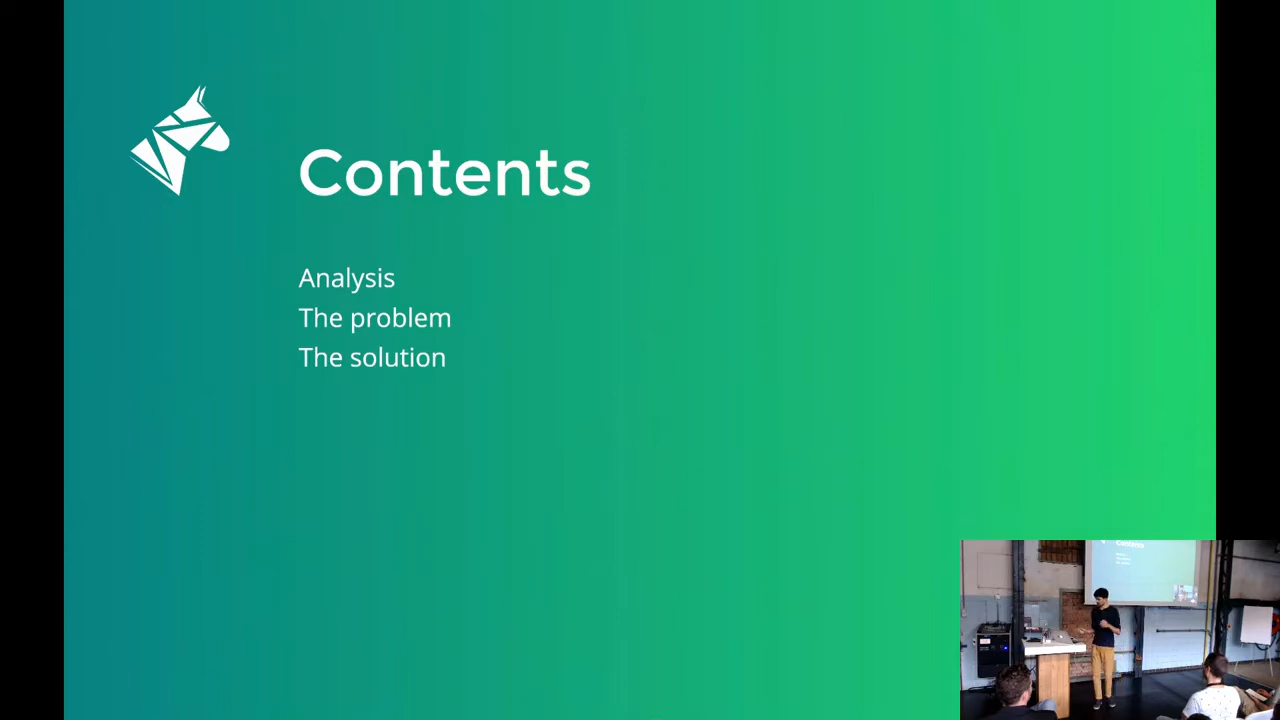 Contents
Analysis
The problem
The solution